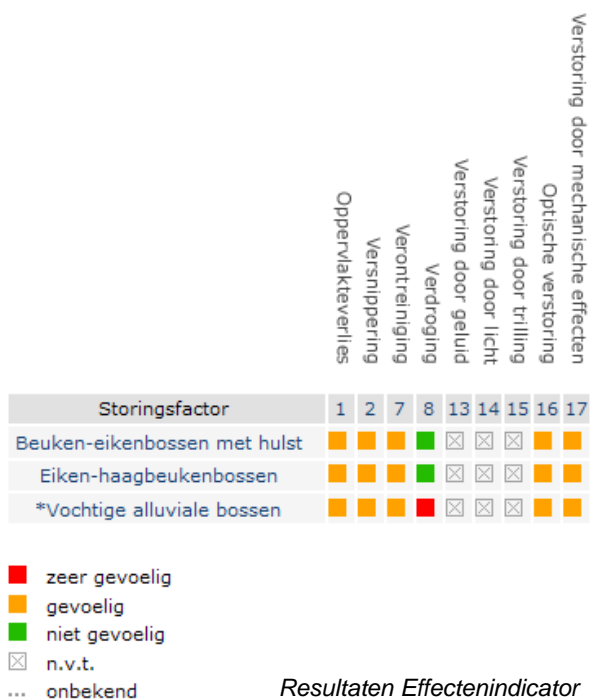 Oppervlakteverlies
Versnippering
Verontreiniging
Verdroging
Verstoring door geluid
Verstoring door licht
Verstoring door trilling
Optische verstoring
Verstoring door mechanische effecten
Storingsfactor 1 2 7 8 13 14 15 16 17
Beuken-eikenbossen met hulst
Eiken-haagbeukenbossen
*Vochtige alluviale bossen
zeer gevoelig
gevoelig
niet gevoelig
n.v.t.
... onbekend
Resultaten Effectenindicator